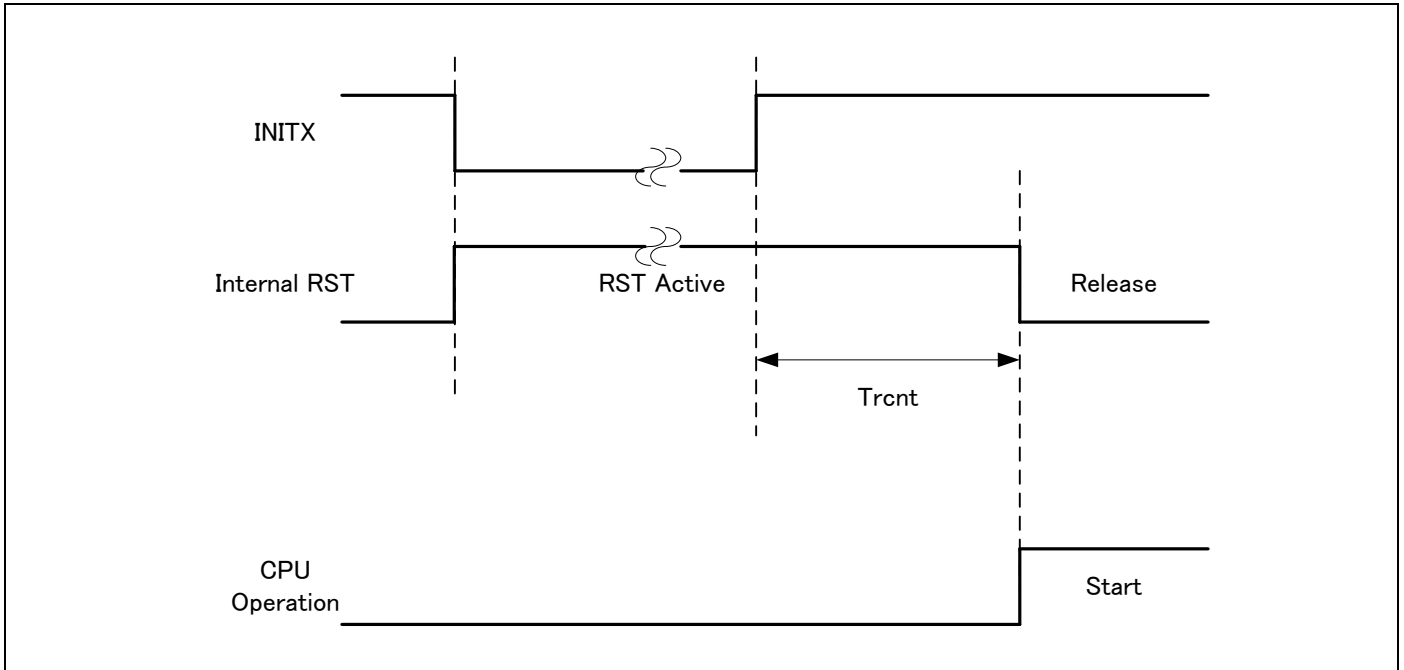 INITX
Internal RST
RST Active
Release
Trcnt
CPU
Operation
Start